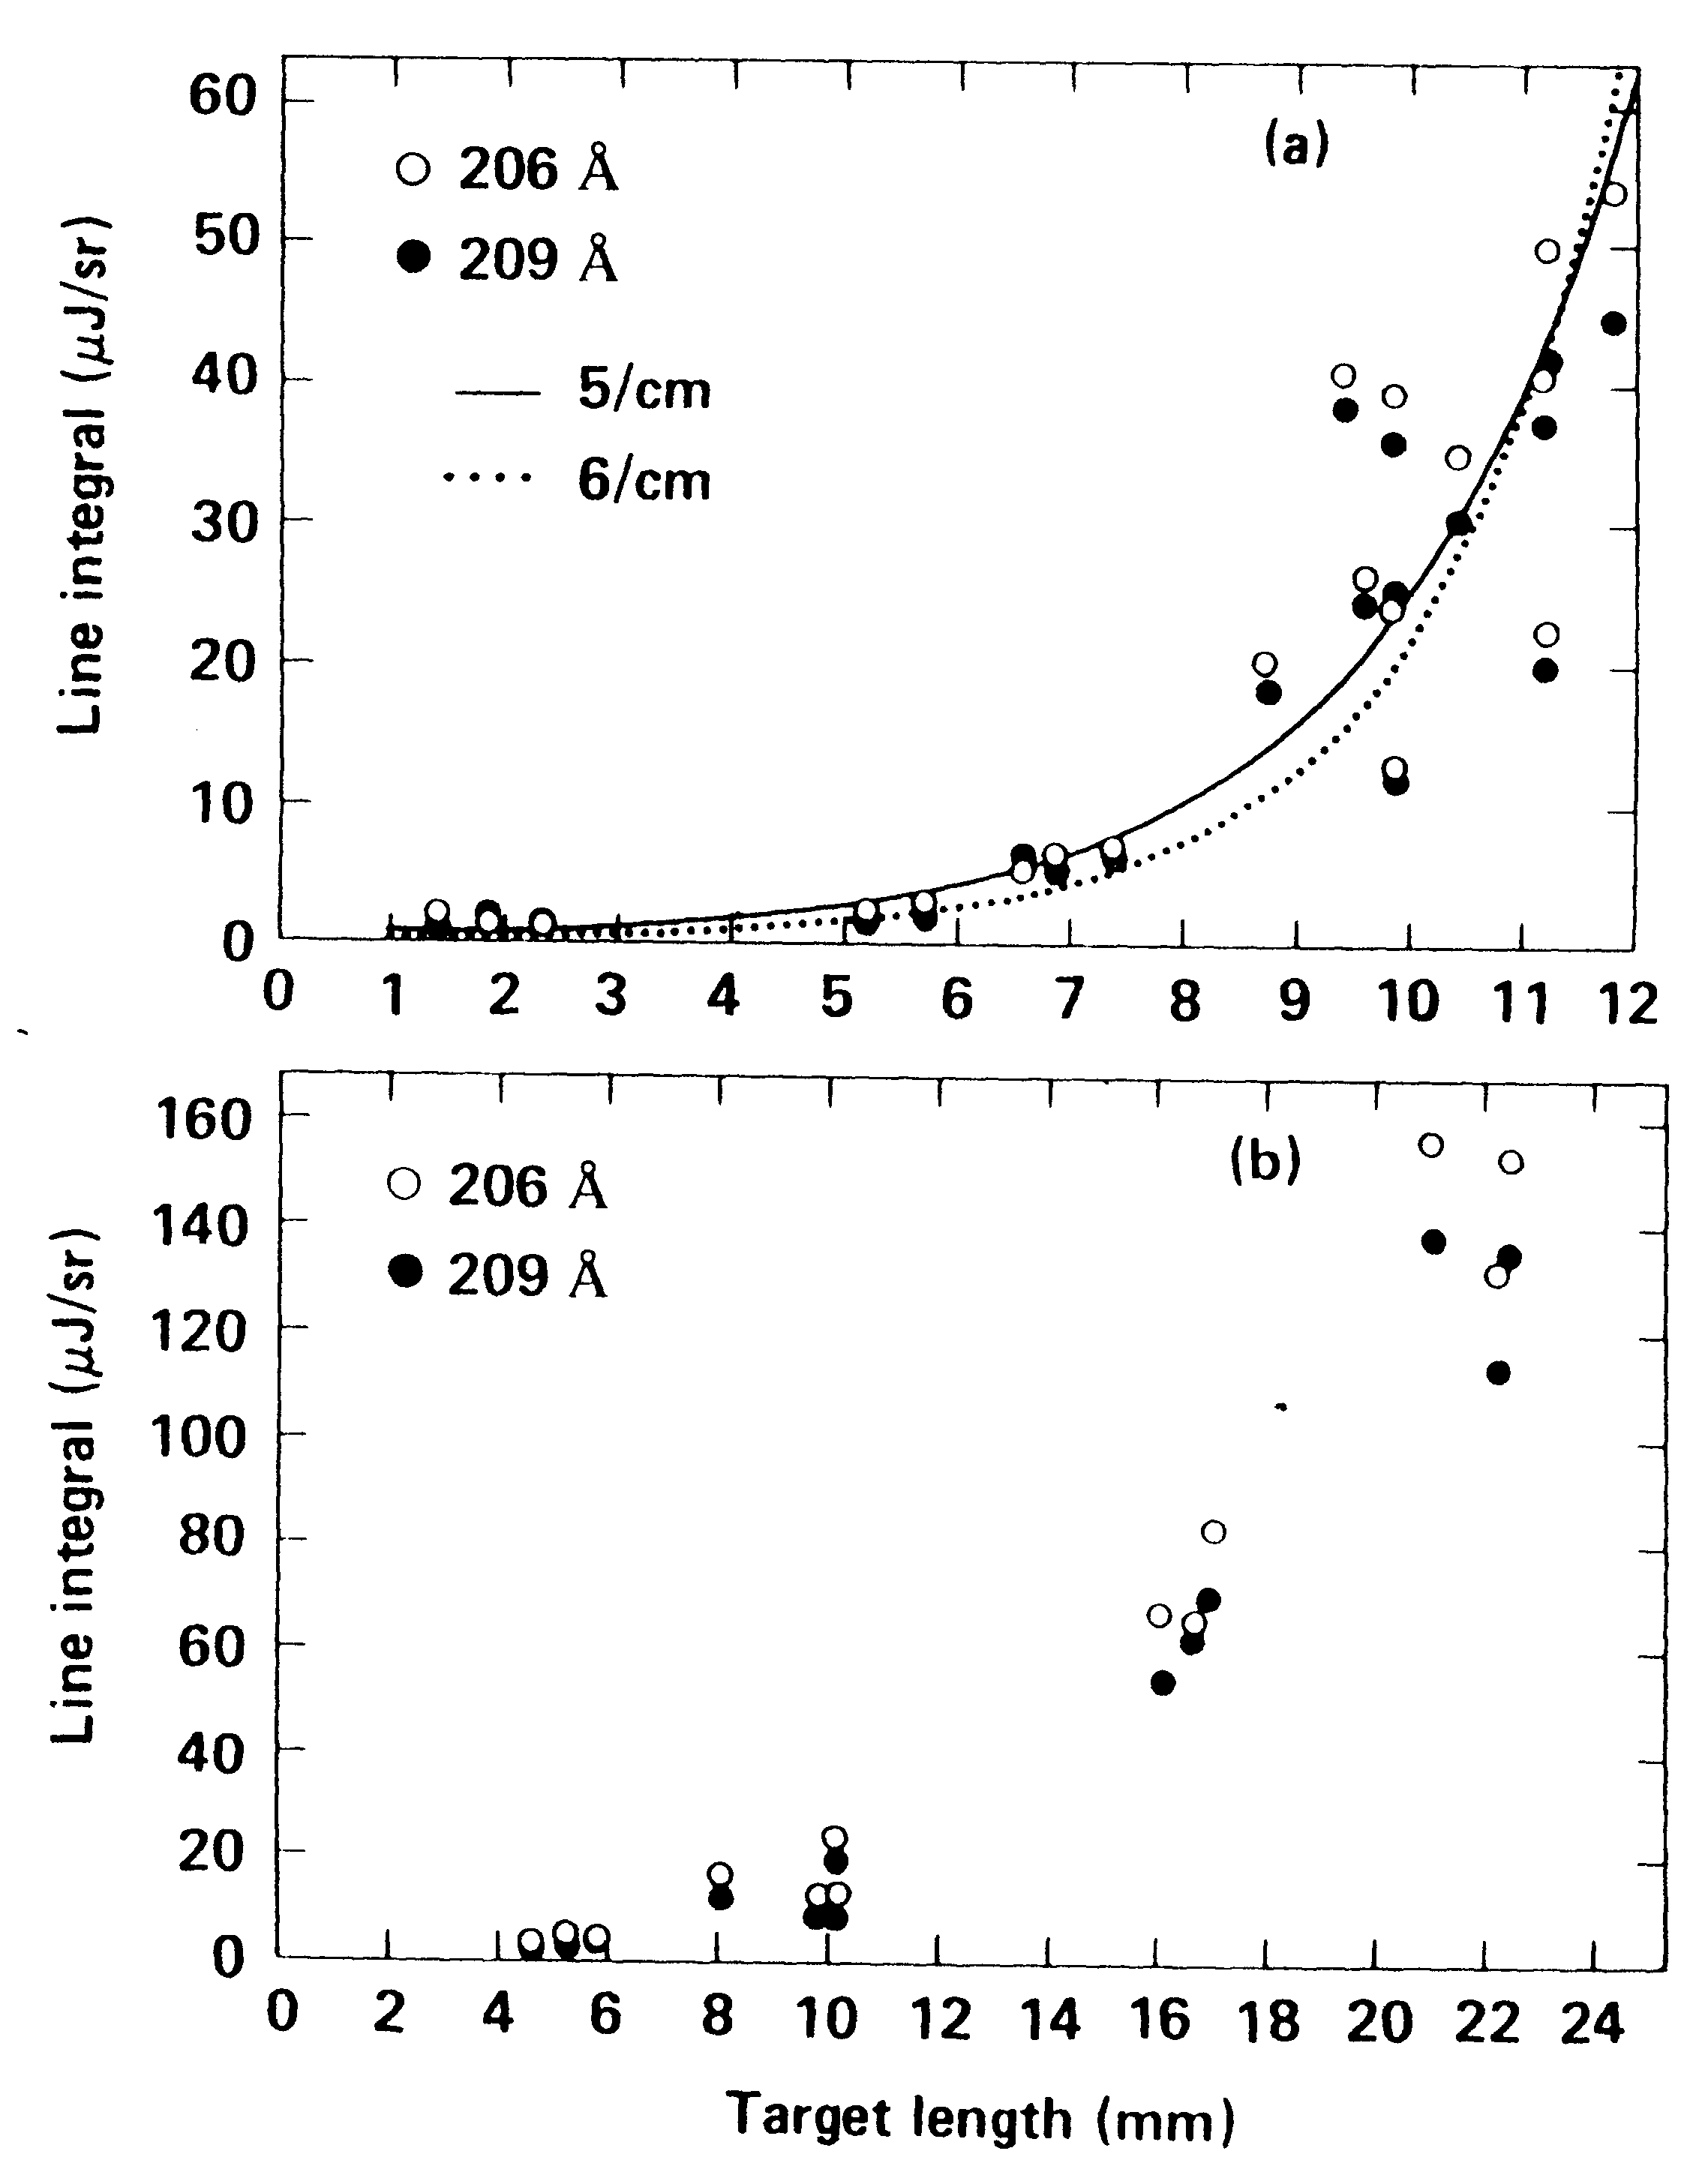 60
50
40
30
20
10
0
Line integral (μJ/sr)
(a)
206 Å
209 Å
5/cm
6/cm
0 1 2 3 4 5 6 7 8 9 10 11 12
160
140
120
100
80
60
40
20
0
Line integral (μJ/sr)
(b)
206 Å
209 Å
0 2 4 6 8 10 12 14 16 18 20 22 24
Target length (mm)